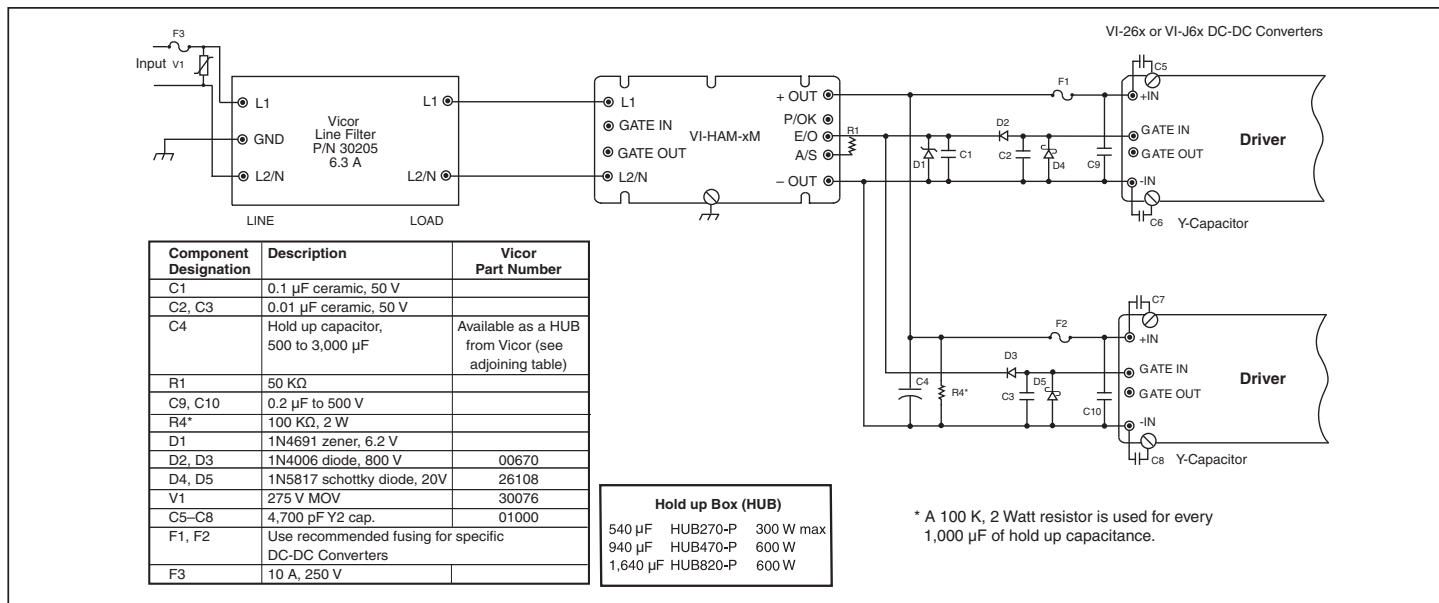 F3
Input V1
L1
GND
L2/N
Vicor
Line Filter
P/N 30205
6.3 A
L1
L2/N
LINE
LOAD
L1
GATE IN
GATE OUT
L2/N
VI-HAM-xM
+ OUT
P/OK
E/O
A/S
– OUT
R1
D1
C1
D2
C2
D4
F1
C9
VI-26x or VI-J6x DC-DC Converters
C5
+IN
GATE IN
GATE OUT
-IN
Driver
C6
Y-Capacitor
C4
R4*
D3
C3
D5
F2
C10
C7
+IN
GATE IN
GATE OUT
-IN
Driver
C8
Y-Capacitor
Component Designation Description Vicor Part Number
C1 0.1 µF ceramic, 50 V
C2, C3 0.01 µF ceramic, 50 V
C4 Hold up capacitor, Available as a HUB
500 to 3,000 µF from Vicor (see
adjoining table)
R1 50 KΩ
C9, C10 0.2 µF to 500 V
R4* 100 KΩ, 2 W
D1 1N4691 zener, 6.2 V
D2, D3 1N4006 diode, 800 V 00670
D4, D5 1N5817 schottky diode, 20V 26108
V1 275 V MOV 30076
C5–C8 4,700 pF Y2 cap. 01000
F1, F2 Use recommended fusing for specific
DC-DC Converters
F3 10 A, 250 V
Hold up Box (HUB)
540 µF HUB270-P 300 W max
940 µF HUB470-P 600 W
1,640 µF HUB820-P 600 W
* A 100 K, 2 Watt resistor is used for every
1,000 µF of hold up capacitance.